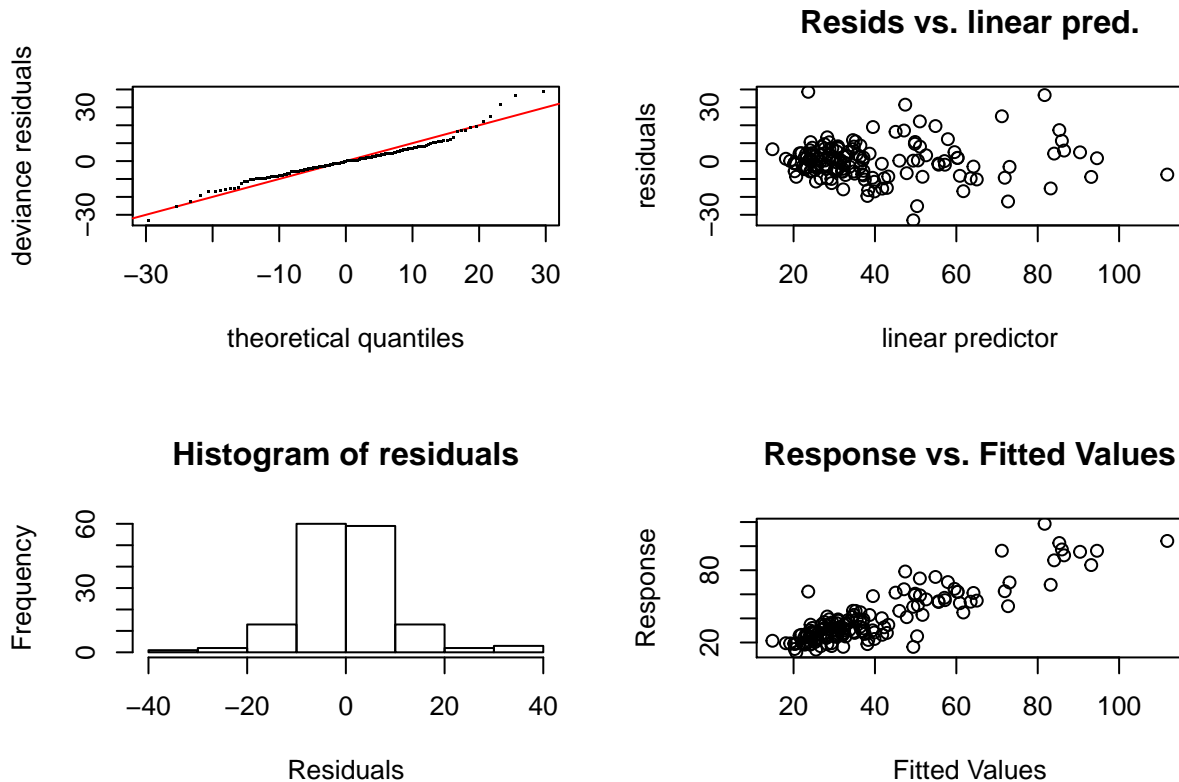 deviance residuals
−30
0
30
−30
−10
0
10
20
30
theoretical quantiles
Resids vs. linear pred.
residuals
−30
0
30
20
40
60
80
100
linear predictor
Histogram of residuals
Frequency
0
30
60
−40
−20
0
20
40
Residuals
Response vs. Fitted Values
Response
20
80
20
40
60
80
100
Fitted Values